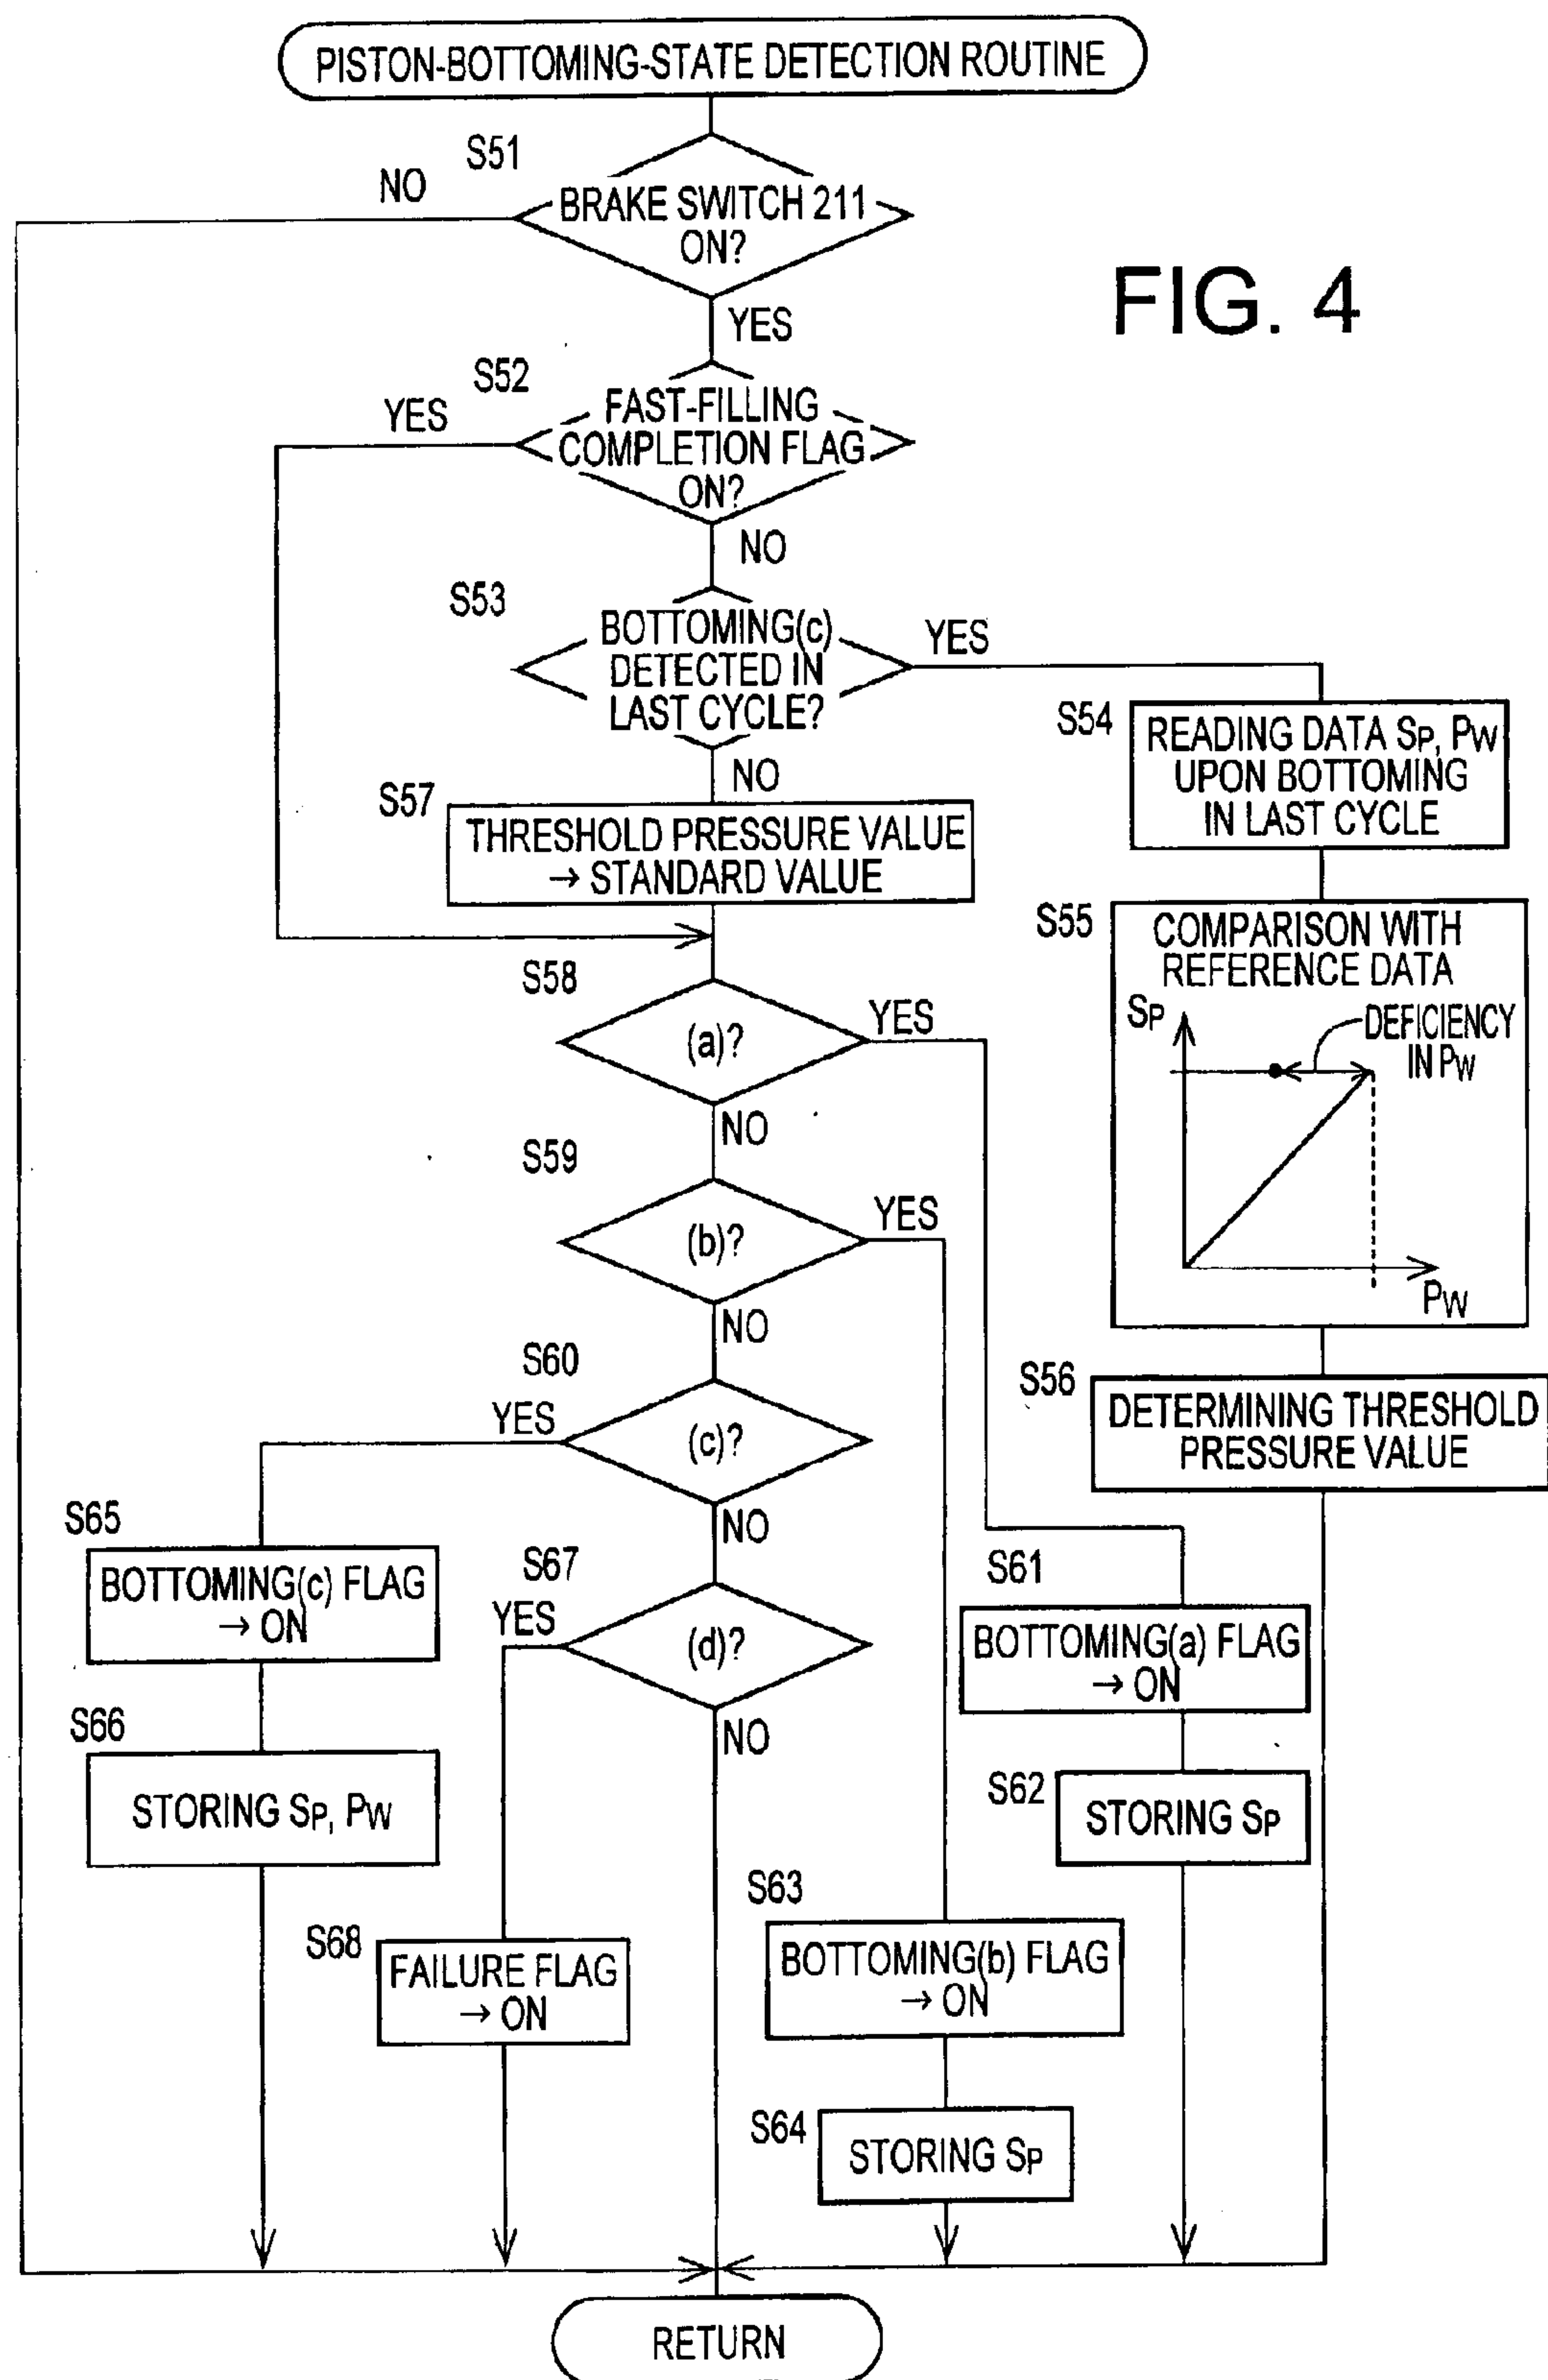 PISTON-BOTTOMING-STATE DETECTION ROUTINE
S51
NO
BRAKE SWITCH 211
ON?
FIG. 4
YES
S52
YES
FAST-FILLING
COMPLETION FLAG
ON?
NO
S53
BOTTOMING(c)
DETECTED IN
LAST CYCLE?
YES
S54
READING DATA SP, PW
UPON BOTTOMING
IN LAST CYCLE
NO
S57
THRESHOLD PRESSURE VALUE
→ STANDARD VALUE
S55
COMPARISON WITH
REFERENCE DATA
SP
DEFICIENCY
IN PW
PW
S58
(a)?
YES
NO
S59
(b)?
YES
NO
S56
DETERMINING THRESHOLD
PRESSURE VALUE
S60
YES
(c)?
NO
S65
BOTTOMING(c) FLAG
→ ON
S67
YES
(d)?
NO
S61
BOTTOMING(a) FLAG
→ ON
S66
STORING SP, PW
S62
STORING SP
S63
BOTTOMING(b) FLAG
→ ON
S68
FAILURE FLAG
→ ON
S64
STORING SP
RETURN